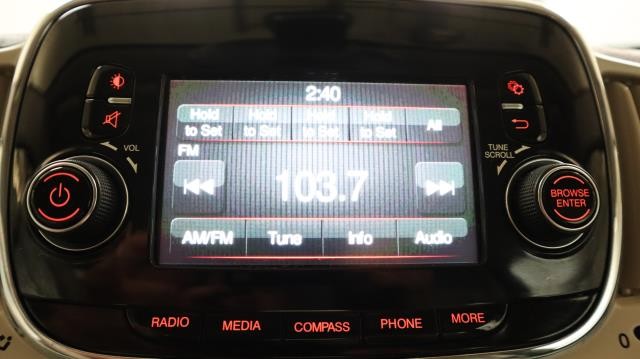 2:40
Hold to Set Hold to Set Hold to Set Hold to Set All
FM
103.7
AM/FM Tune Info Audio
VOL
TUNE
SCROLL
BROWSE
ENTER
RADIO MEDIA COMPASS PHONE MORE
0